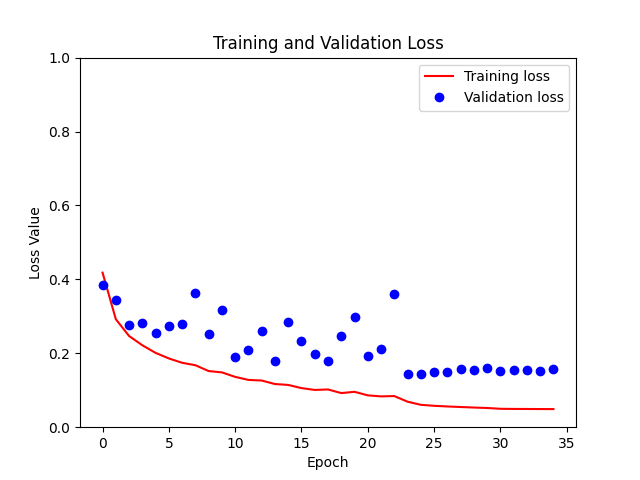 Training and Validation Loss
Training loss
Validation loss
Loss Value
1.0
0.8
0.6
0.4
0.2
0.0
0 5 10 15 20 25 30 35
Epoch